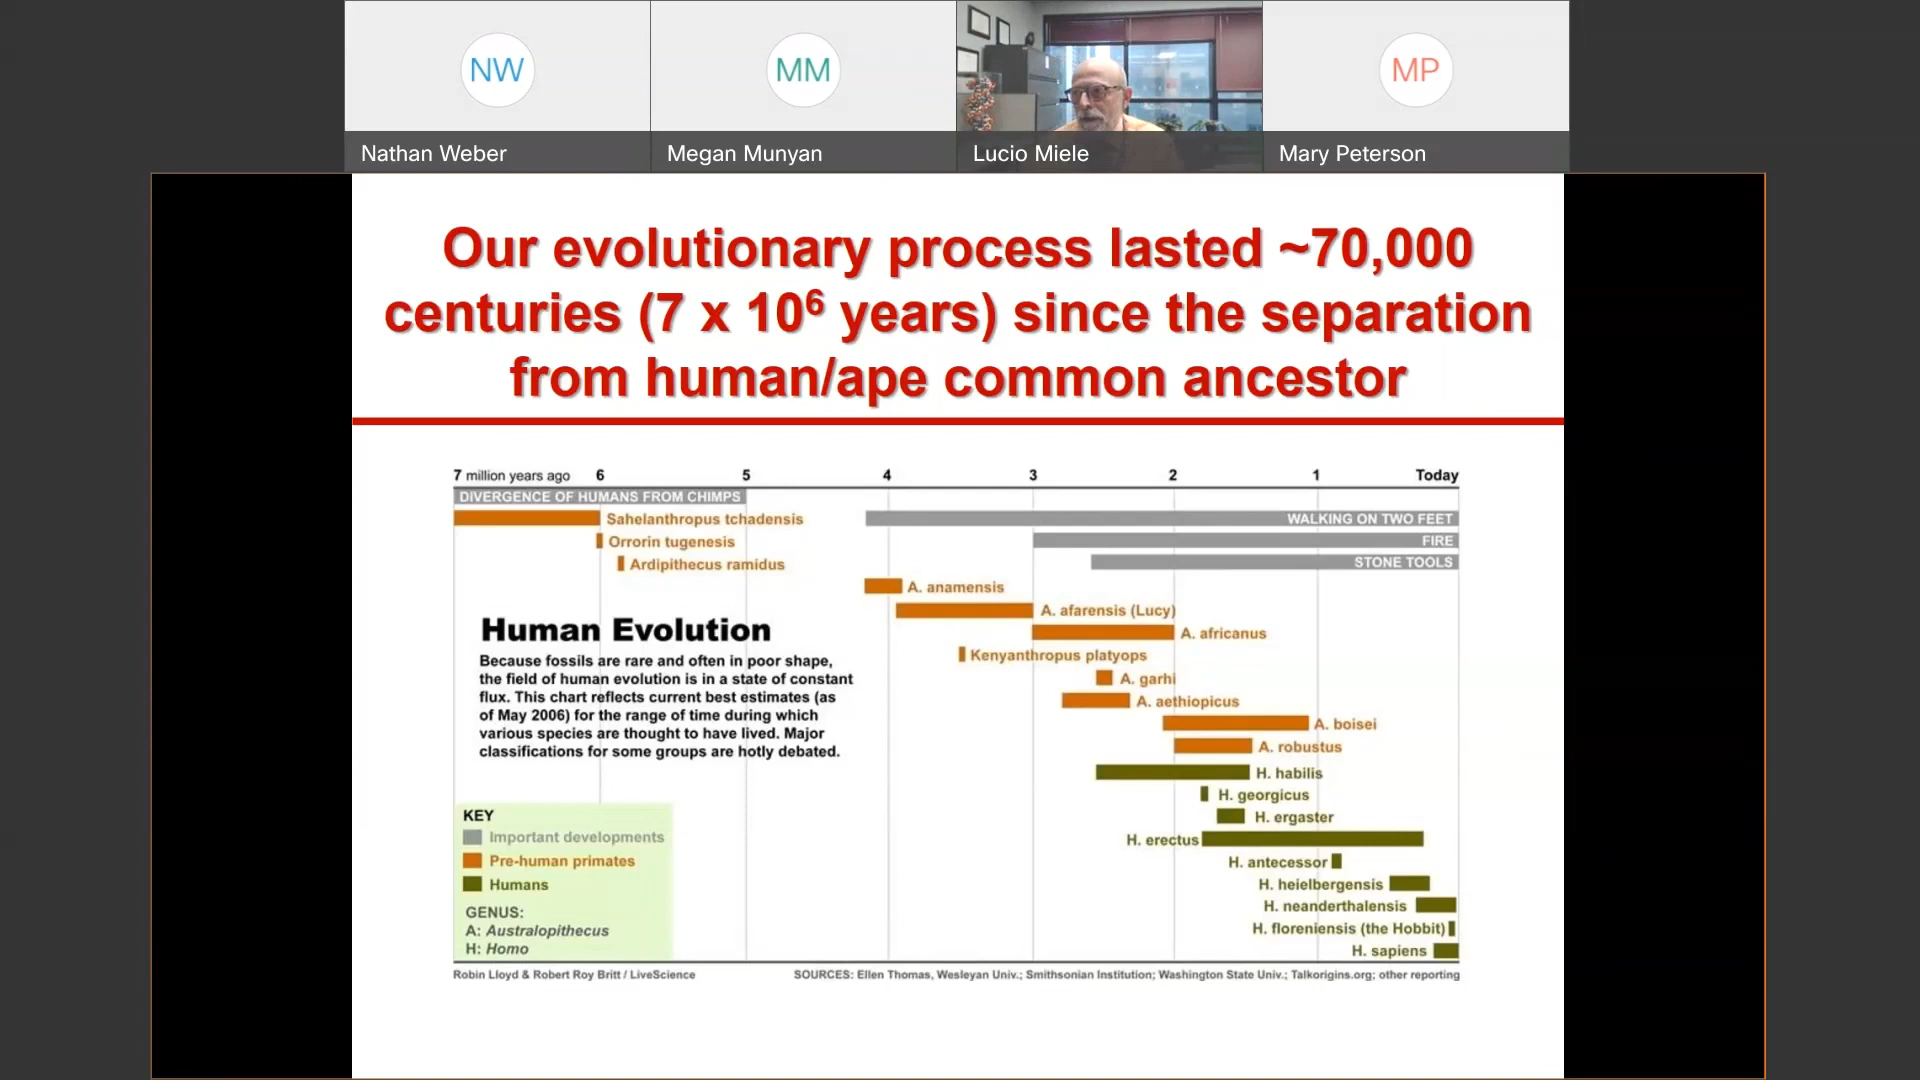 NW
MM
MP
Nathan Weber
Megan Munyan
Lucio Miele
Mary Peterson
Our evolutionary process lasted ~70,000
centuries (7 x 10⁶ years) since the separation
from human/ape common ancestor
7 million years ago 6 5 4 3 2 1 Today
DIVERGENCE OF HUMANS FROM CHIMPS
Sahelanthropus tchadensis
WALKING ON TWO FEET
Orrorin tugenesis
FIRE
Ardipithecus ramidus
STONE TOOLS
A. anamensis
A. afarensis (Lucy)
A. africanus
Kenyanthropus platyops
A. garhi
A. aethiopicus
A. boisei
A. robustus
H. habilis
H. georgicus
H. ergaster
H. erectus
H. antecessor
H. heielbergensis
H. neanderthalensis
H. floreniensis (the Hobbit)
H. sapiens
Human Evolution
Because fossils are rare and often in poor shape,
the field of human evolution is in a state of constant
flux. This chart reflects current best estimates (as
of May 2006) for the range of time during which
various species are thought to have lived. Major
classifications for some groups are hotly debated.
KEY
Important developments
Pre-human primates
Humans
GENUS:
A: Australopithecus
H: Homo
Robin Lloyd & Robert Roy Britt / LiveScience
SOURCES: Ellen Thomas, Wesleyan Univ.; Smithsonian Institution; Washington State Univ.; Talkorigins.org; other reporting